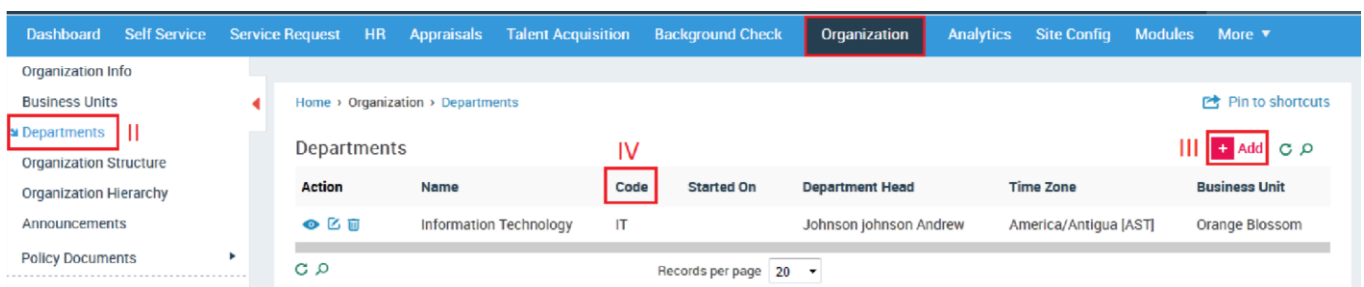 Dashboard Self Service Service Request HR Appraisals Talent Acquisition Background Check Organization Analytics Site Config Modules More ▼
Organization Info
Business Units
Departments II
Organization Structure
Organization Hierarchy
Announcements
Policy Documents
Home › Organization › Departments
Pin to shortcuts
Departments IV III + Add
Action Name Code Started On Department Head Time Zone Business Unit
Information Technology IT Johnson johnson Andrew America/Antigua [AST] Orange Blossom
Records per page 20